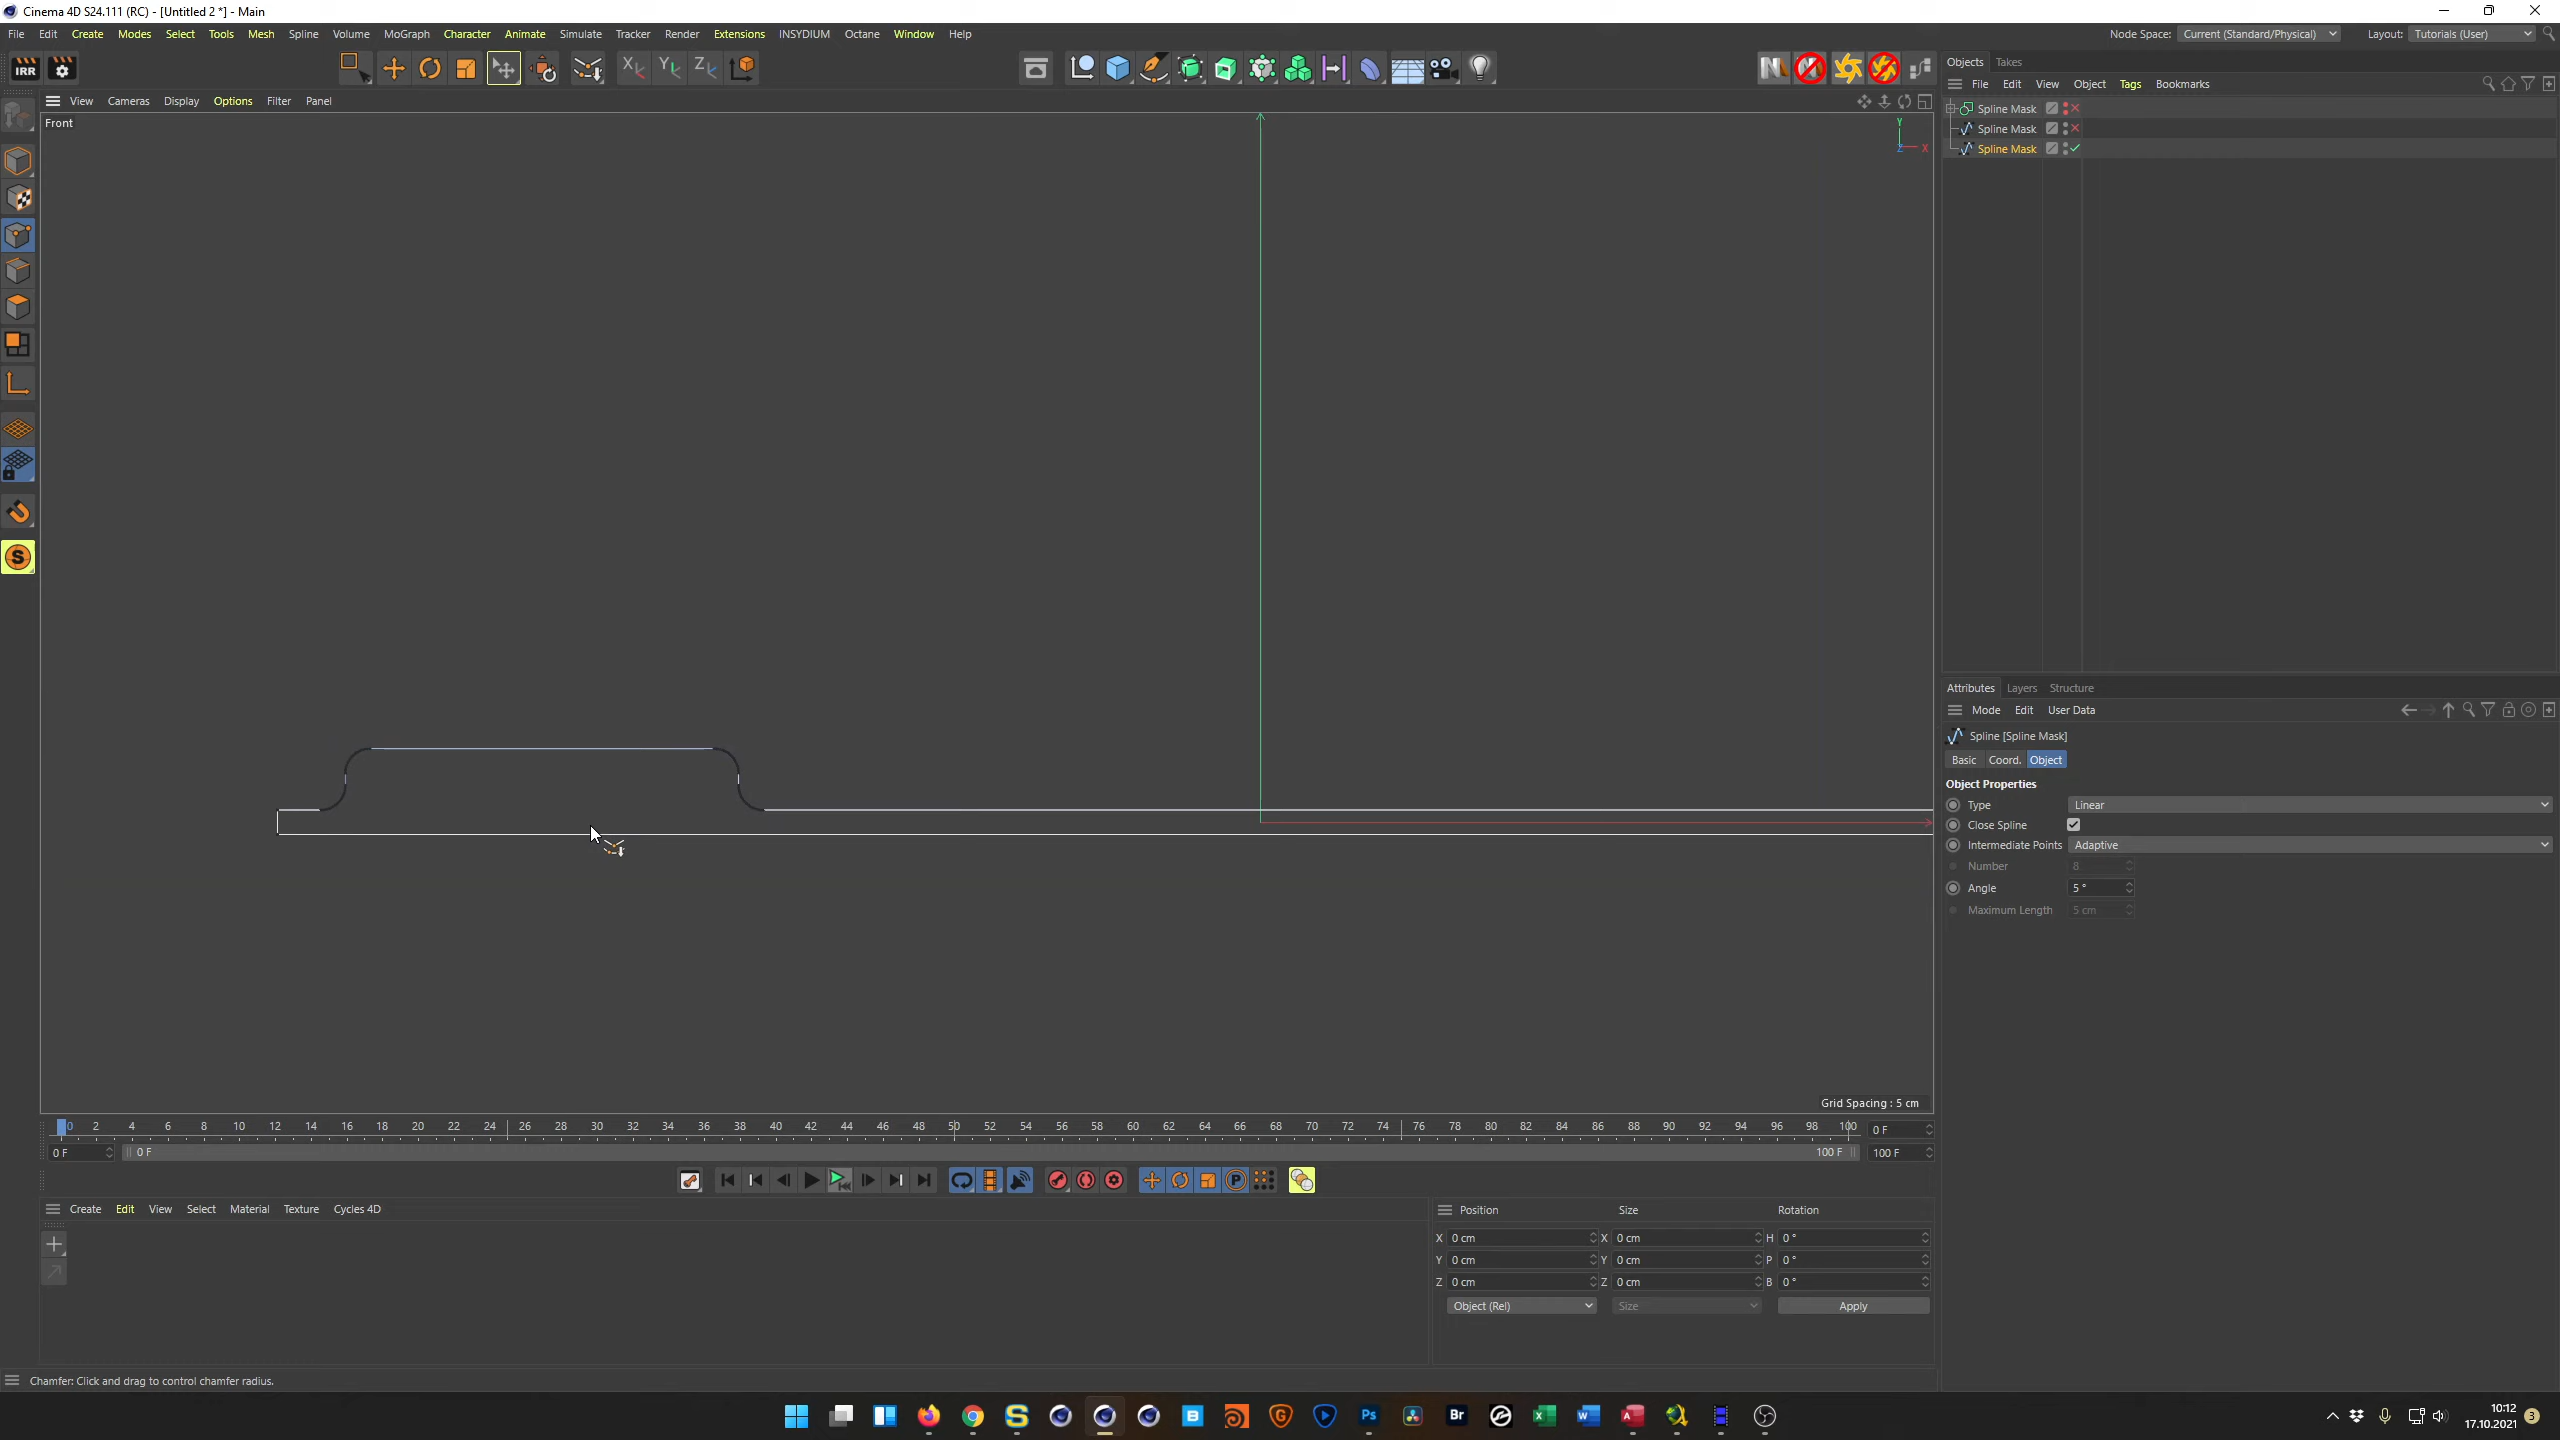 Cinema 4D S24.111 (RC) - [Untitled 2 *] - Main
File Edit Create Modes Select Tools Mesh Spline Volume MoGraph Character Animate Simulate Tracker Render Extensions INSYDIUM Octane Window Help
Node Space: Current (Standard/Physical) Layout: Tutorials (User)
IRR X Y Z
Objects Takes
File Edit View Object Tags Bookmarks
View Cameras Display Options Filter Panel
Front
Y
Z X
Spline Mask
Spline Mask
Spline Mask
S
Attributes Layers Structure
Mode Edit User Data
Spline [Spline Mask]
Basic Coord. Object
Object Properties
Type Linear
Close Spline
Intermediate Points Adaptive
Number 8
Angle 5 °
Maximum Length 5 cm
Grid Spacing : 5 cm
0 2 4 6 8 10 12 14 16 18 20 22 24 26 28 30 32 34 36 38 40 42 44 46 48 50 52 54 56 58 60 62 64 66 68 70 72 74 76 78 80 82 84 86 88 90 92 94 96 98 100 0 F
0 F 0 F 100 F 100 F
P
Create Edit View Select Material Texture Cycles 4D
Position Size Rotation
X 0 cm X 0 cm H 0 °
Y 0 cm Y 0 cm P 0 °
Z 0 cm Z 0 cm B 0 °
Object (Rel) Size Apply
Chamfer: Click and drag to control chamfer radius.
Ps Br
10:12
17.10.2021 3